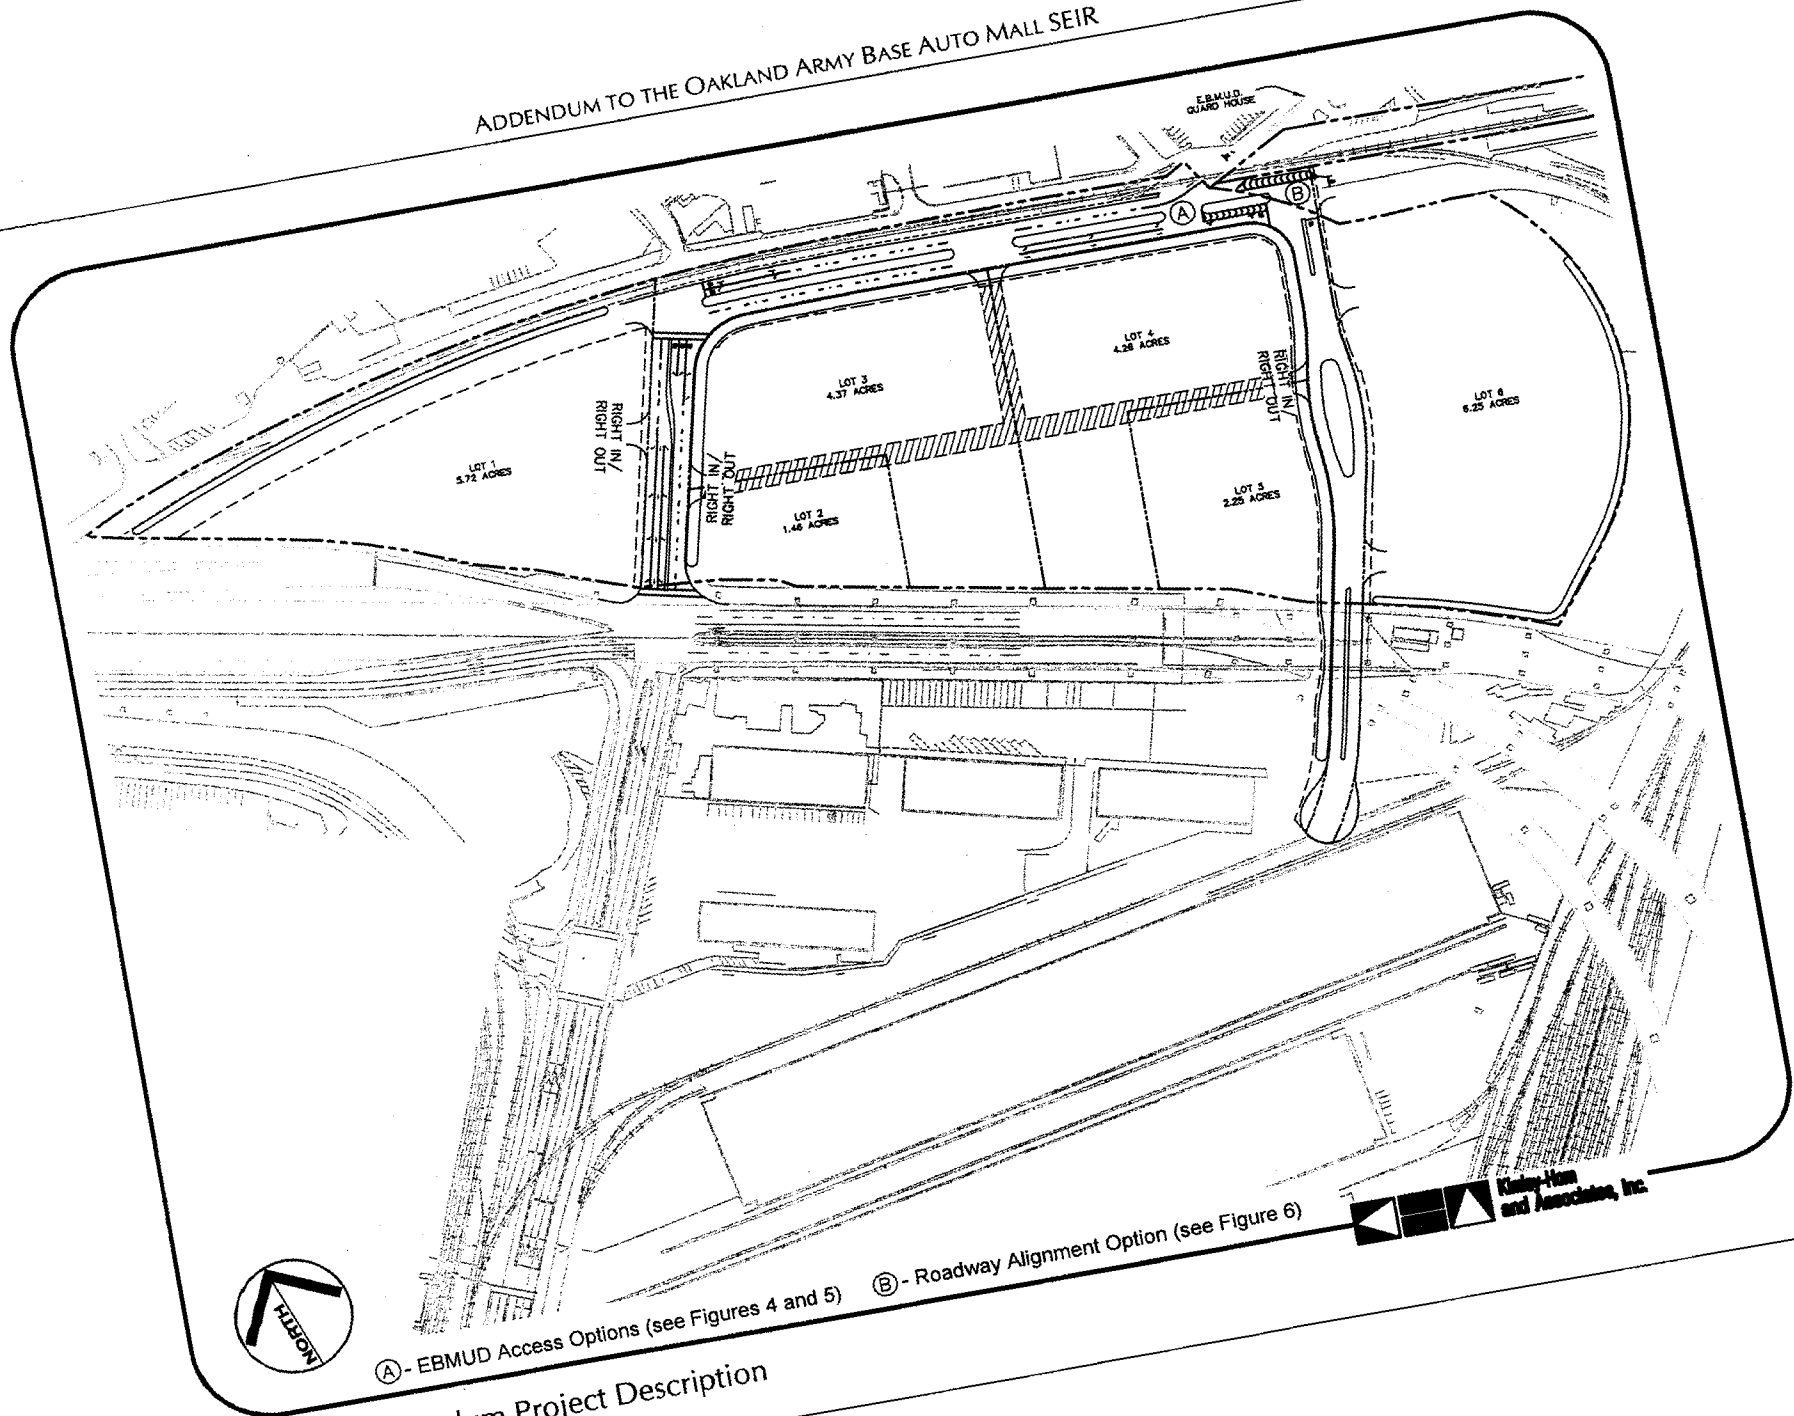 ADDENDUM TO THE OAKLAND ARMY BASE AUTO MALL SEIR
E.B.M.U.D.
GUARD HOUSE
B
A
LOT 4
4.26 ACRES
LOT 3
4.37 ACRES
RIGHT IN/
RIGHT OUT
LOT 6
6.25 ACRES
RIGHT IN/
RIGHT OUT
LOT 1
5.72 ACRES
RIGHT IN/
RIGHT OUT
LOT 5
2.25 ACRES
LOT 2
1.46 ACRES
Kimley-Horn
and Associates, Inc.
NORTH
A - EBMUD Access Options (see Figures 4 and 5) B - Roadway Alignment Option (see Figure 6)
Project Description